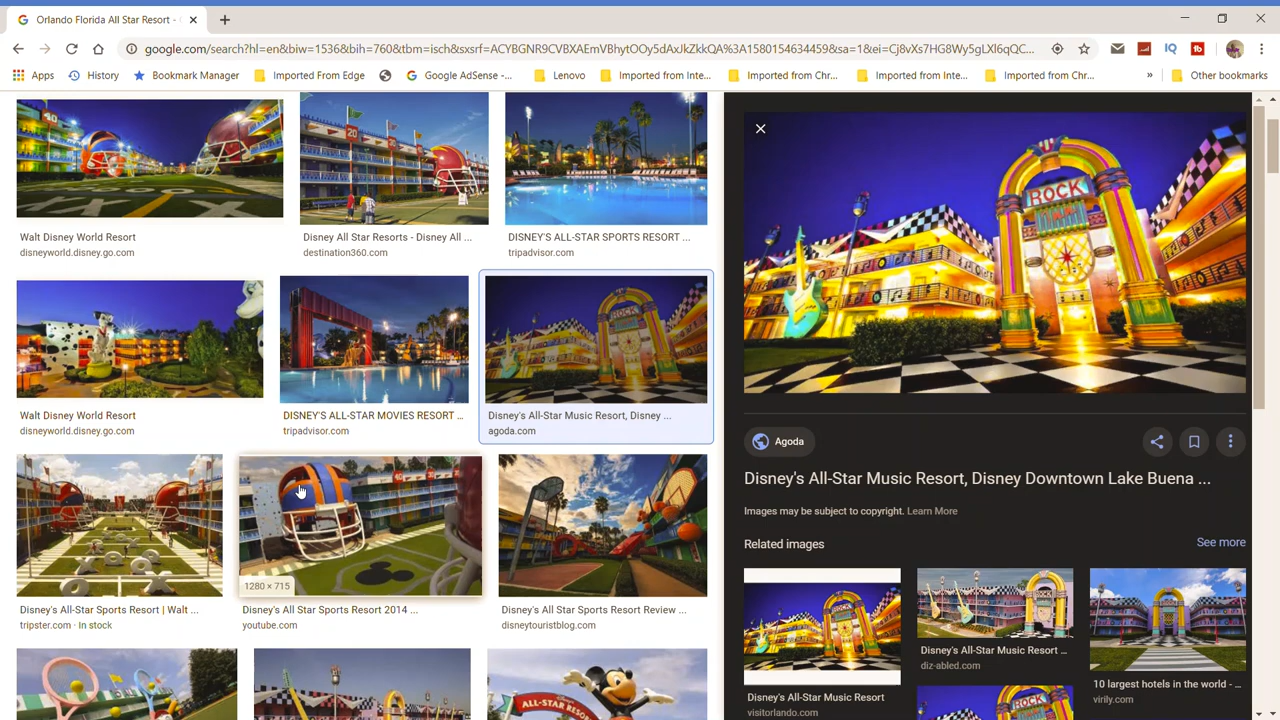 Orlando Florida All Star Resort -
google.com/search?hl=en&biw=1536&bih=760&tbm=isch&sxsrf=ACYBGNR9CVBXAEmVBhytOOy5dAxJkZkkQA%3A1580154634459&sa=1&ei=Cj8vXs7HG8Wy5gLXl6qQC...
Apps
History
Bookmark Manager
Imported From Edge
Google AdSense -...
Lenovo
Imported from Inte...
Imported from Chr...
Imported from Inte...
Imported from Chr...
»
Other bookmarks
Walt Disney World Resort
disneyworld.disney.go.com
20
Disney All Star Resorts - Disney All ...
destination360.com
DISNEY'S ALL-STAR SPORTS RESORT ...
tripadvisor.com
Walt Disney World Resort
disneyworld.disney.go.com
DISNEY'S ALL-STAR MOVIES RESORT ...
tripadvisor.com
ROCK
Disney's All-Star Music Resort, Disney ...
agoda.com
Disney's All-Star Sports Resort | Walt ...
tripster.com · In stock
40
1280 × 715
Disney's All Star Sports Resort 2014 ...
youtube.com
Disney's All Star Sports Resort Review ...
disneytouristblog.com
ALL-STAR RESORT
ROCK
Agoda
Disney's All-Star Music Resort, Disney Downtown Lake Buena ...
Images may be subject to copyright. Learn More
Related images
See more
Disney's All-Star Music Resort
visitorlando.com
Disney's All-Star Music Resort ...
diz-abled.com
10 largest hotels in the world - ...
virily.com